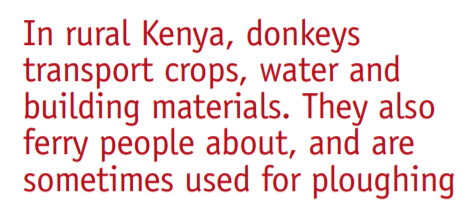 In rural Kenya, donkeys
transport crops, water and
building materials. They also
ferry people about, and are
sometimes used for ploughing